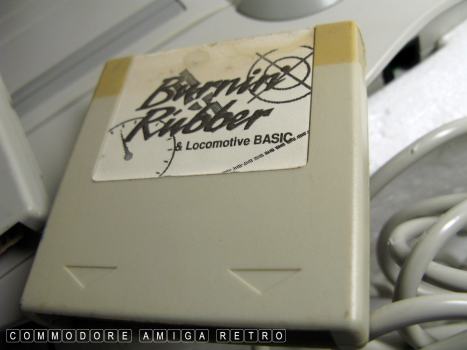 Burnin'
Rubber
& Locomotive BASIC
COMMODORE AMIGA RETRO